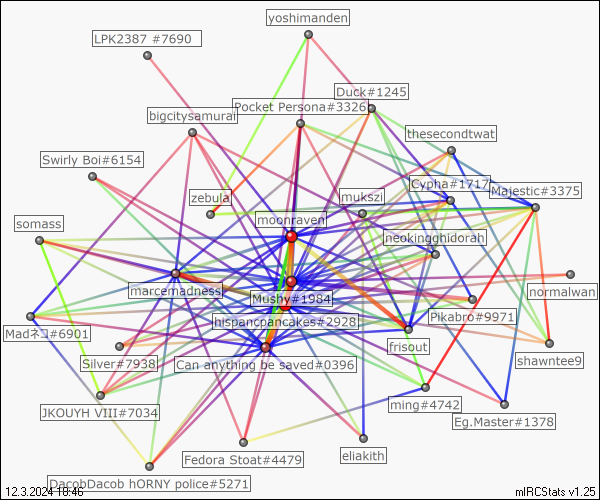 yoshimanden
LPK2387 #7690
Duck#1245
Pocket Persona#3326
bigcitysamurai
thesecondtwat
Swirly Boi#6154
Cypha#1717
Majestic#3375
zebula
mukszi
moonraven
somass
neokingghidorah
marcemadness
normalwan
Mushy#1984
Pikabro#9971
hispancpancakes#2928
Madネコ#6901
frisout
shawntee9
Silver#7938
Can anything be saved#0396
ming#4742
JKOUYH VIII#7034
Eg.Master#1378
eliakith
Fedora Stoat#4479
DacobDacob hORNY police#5271
12.3.2024 18:46
mIRCStats v1.25